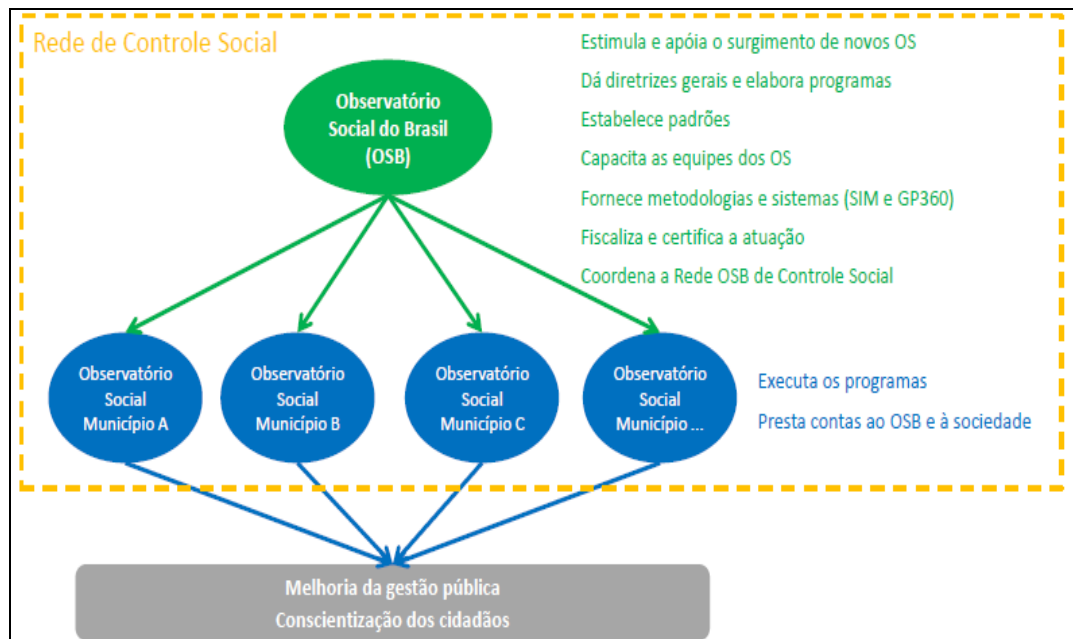 Rede de Controle Social
Estimula e apóia o surgimento de novos OS
Dá diretrizes gerais e elabora programas
Estabelece padrões
Capacita as equipes dos OS
Fornece metodologias e sistemas (SIM e GP360)
Fiscaliza e certifica a atuação
Coordena a Rede OSB de Controle Social
Observatório
Social do Brasil
(OSB)
Observatório
Social
Município A
Observatório
Social
Município B
Observatório
Social
Município C
Observatório
Social
Município ...
Executa os programas
Presta contas ao OSB e à sociedade
Melhoria da gestão pública
Conscientização dos cidadãos